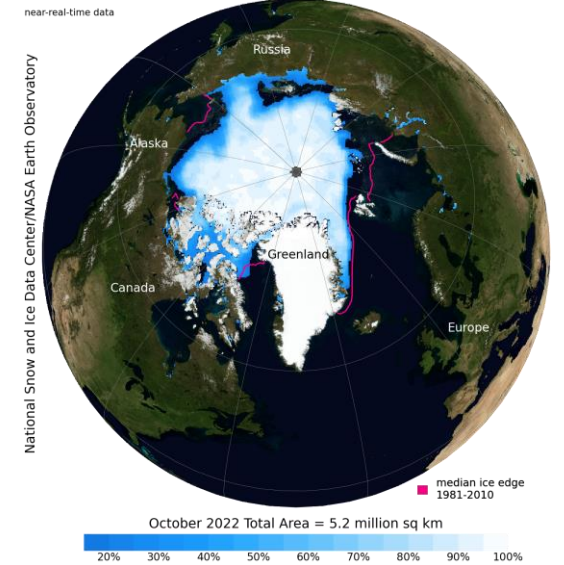 near-real-time data
National Snow and Ice Data Center/NASA Earth Observatory
Russia
Alaska
Greenland
Canada
Europe
median ice edge
1981-2010
October 2022 Total Area = 5.2 million sq km
20% 30% 40% 50% 60% 70% 80% 90% 100%